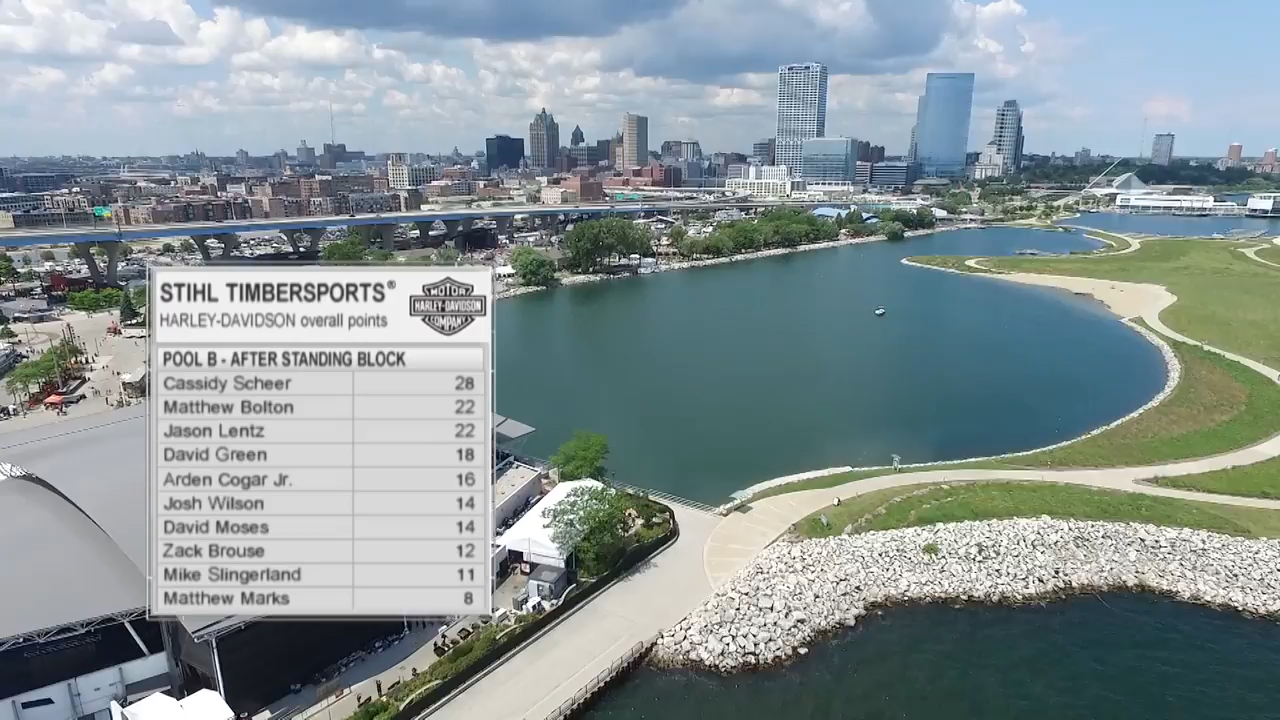 STIHL TIMBERSPORTS®
HARLEY-DAVIDSON overall points
MOTOR
HARLEY-DAVIDSON
COMPANY
POOL B - AFTER STANDING BLOCK
Cassidy Scheer 28
Matthew Bolton 22
Jason Lentz 22
David Green 18
Arden Cogar Jr. 16
Josh Wilson 14
David Moses 14
Zack Brouse 12
Mike Slingerland 11
Matthew Marks 8